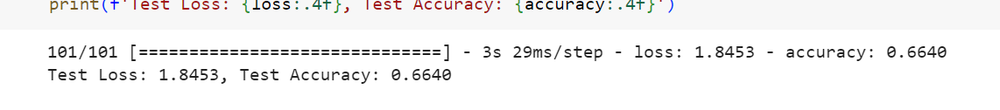 print(f'Test Loss: {loss:.4f}, Test Accuracy: {accuracy:.4f}')
101/101 [==============================] - 3s 29ms/step - loss: 1.8453 - accuracy: 0.6640
Test Loss: 1.8453, Test Accuracy: 0.6640